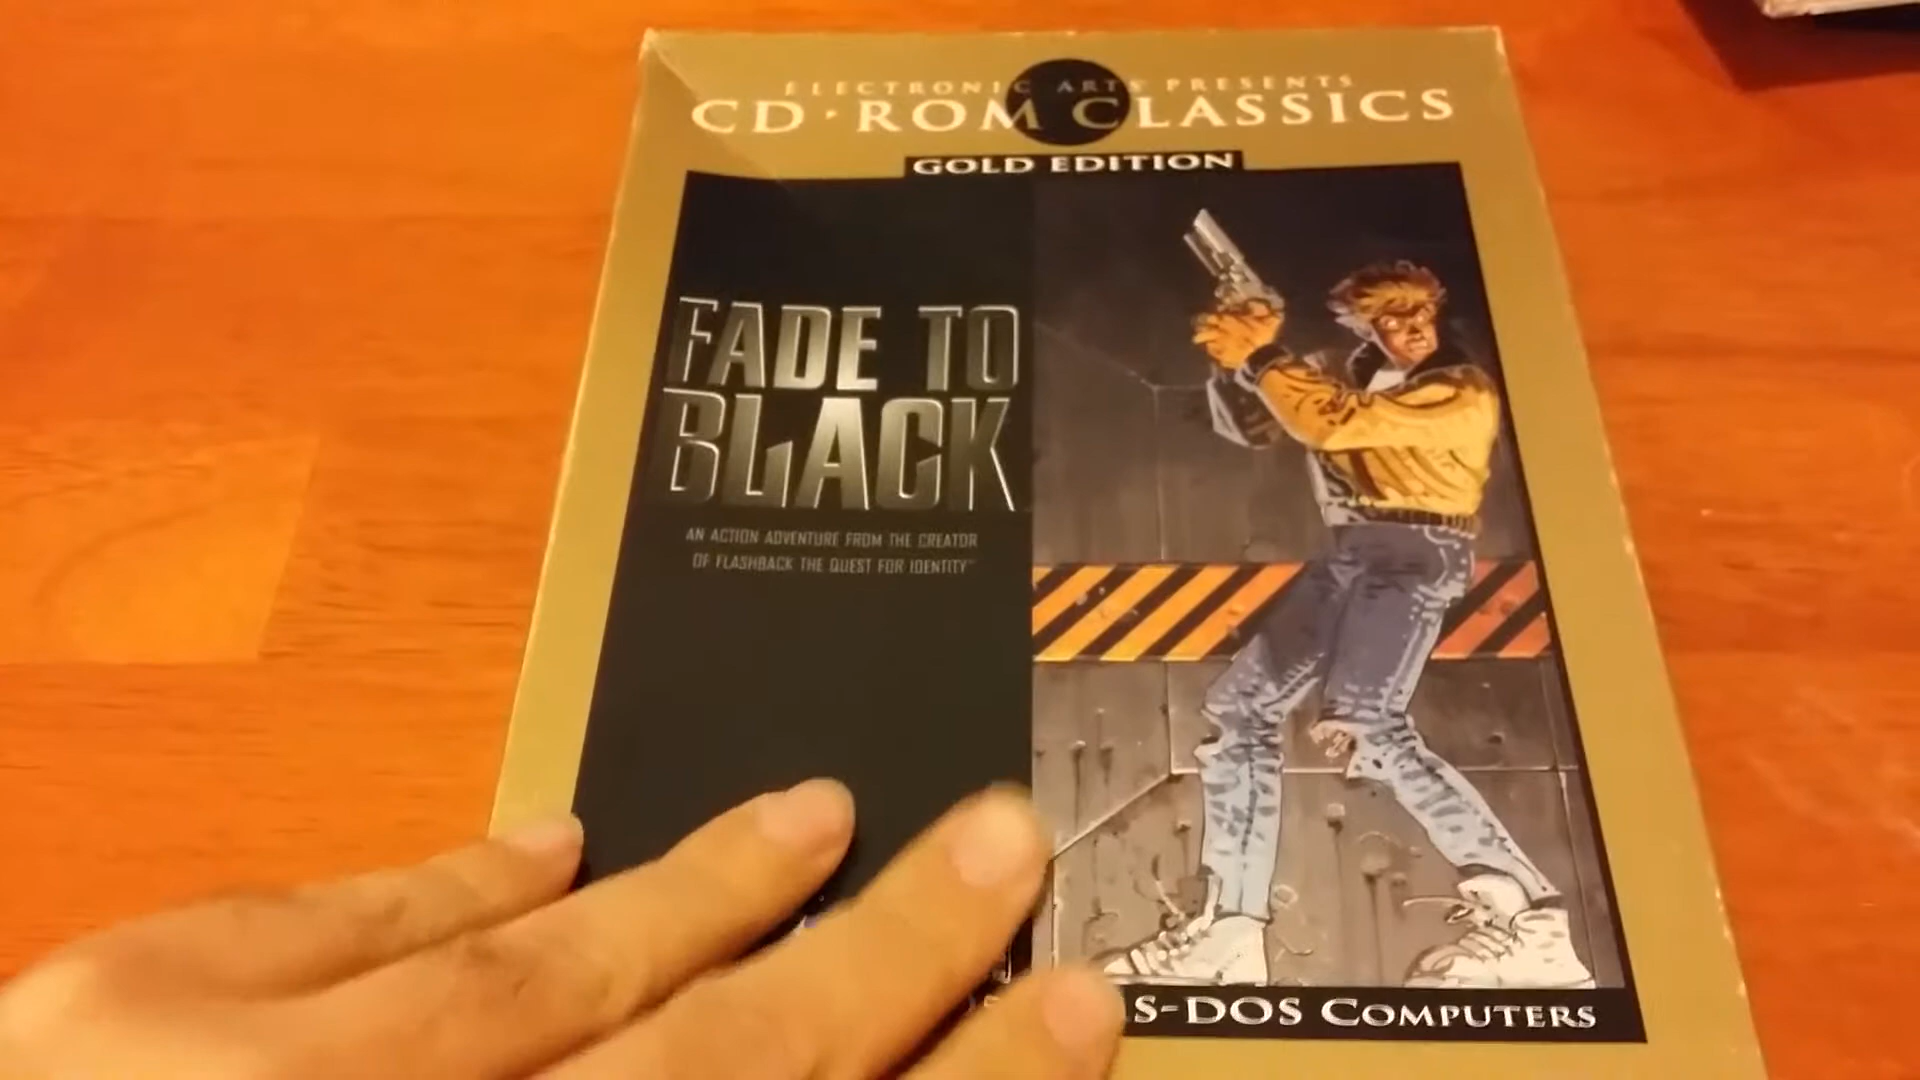 ELECTRONIC ARTS PRESENTS
CD·ROM CLASSICS
GOLD EDITION
FADE TO
BLACK
AN ACTION ADVENTURE FROM THE CREATOR
OF FLASHBACK THE QUEST FOR IDENTITY™
S-DOS COMPUTERS